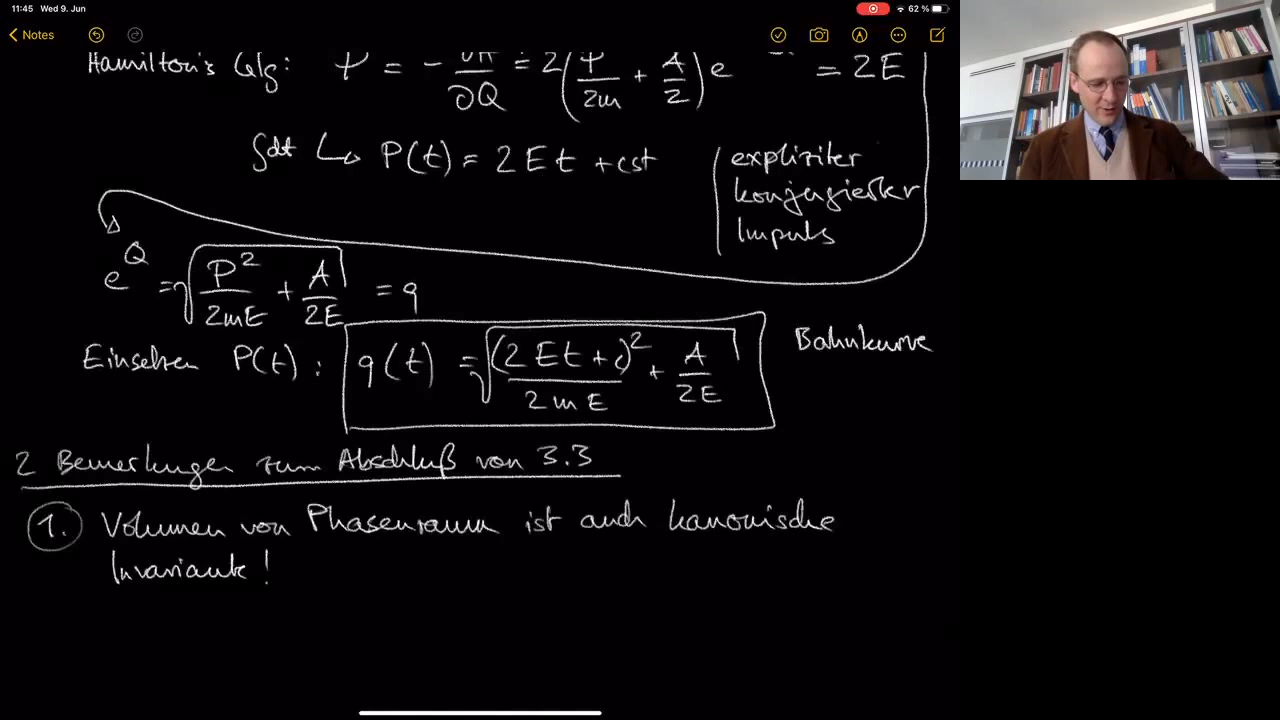 11:45 Wed 9. Jun 62 %
Notes
Hamilton's Glg: Ṗ = - ∂H/∂Q = 2 (P²/2m + A/2) e = 2E
∫dt ↳ P(t) = 2Et + cst | expliziter
konjugierter
Impuls
e^Q = √(P²/2mE + A/2E) = q
Einsetzen P(t): q(t) = √((2Et + c)²/2mE + A/2E) Bahnkurve
2 Bemerkungen zum Abschluß von 3.3
1. Volumen von Phasenraum ist auch kanonische
Invariante!